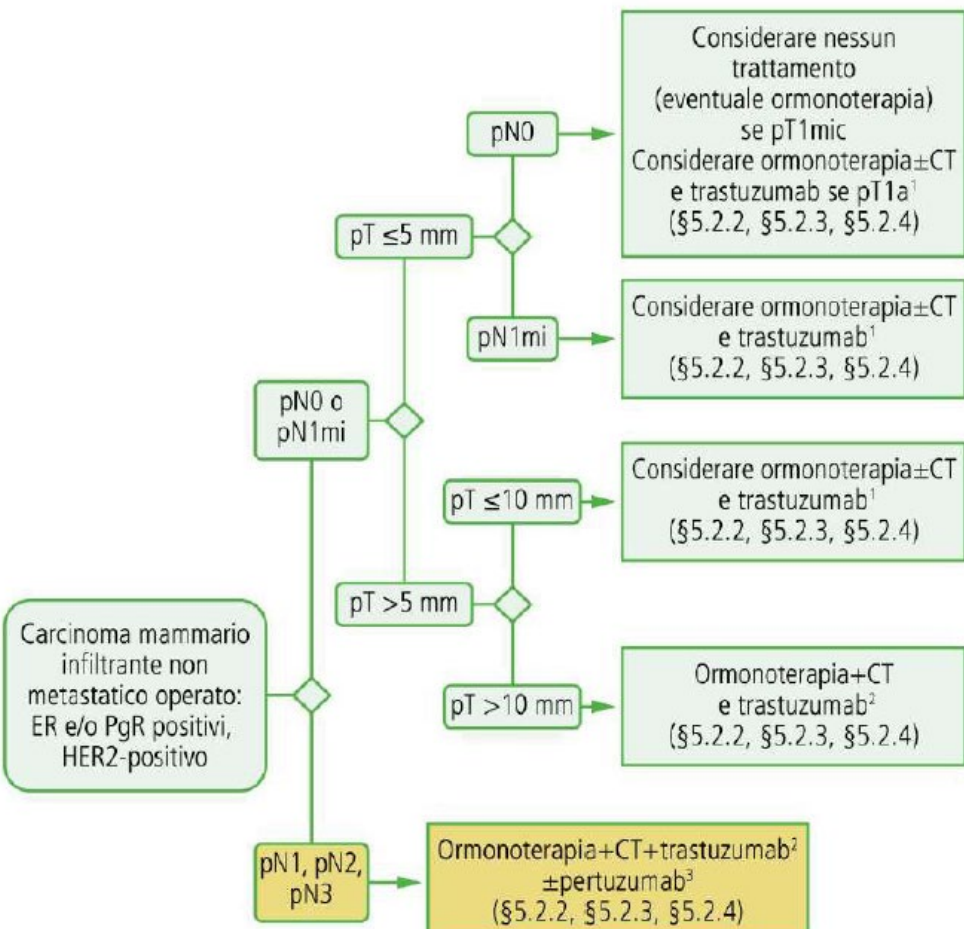 Considerare nessun
trattamento
(eventuale ormonoterapia)
se pT1mic
Considerare ormonoterapia±CT
e trastuzumab se pT1a¹
(§5.2.2, §5.2.3, §5.2.4)
pN0
pT ≤5 mm
pN1mi
Considerare ormonoterapia±CT
e trastuzumab¹
(§5.2.2, §5.2.3, §5.2.4)
pN0 o
pN1mi
pT ≤10 mm
Considerare ormonoterapia±CT
e trastuzumab¹
(§5.2.2, §5.2.3, §5.2.4)
pT >5 mm
Carcinoma mammario
infiltrante non
metastatico operato:
ER e/o PgR positivi,
HER2-positivo
pT >10 mm
Ormonoterapia+CT
e trastuzumab²
(§5.2.2, §5.2.3, §5.2.4)
pN1, pN2,
pN3
Ormonoterapia+CT+trastuzumab²
±pertuzumab³
(§5.2.2, §5.2.3, §5.2.4)